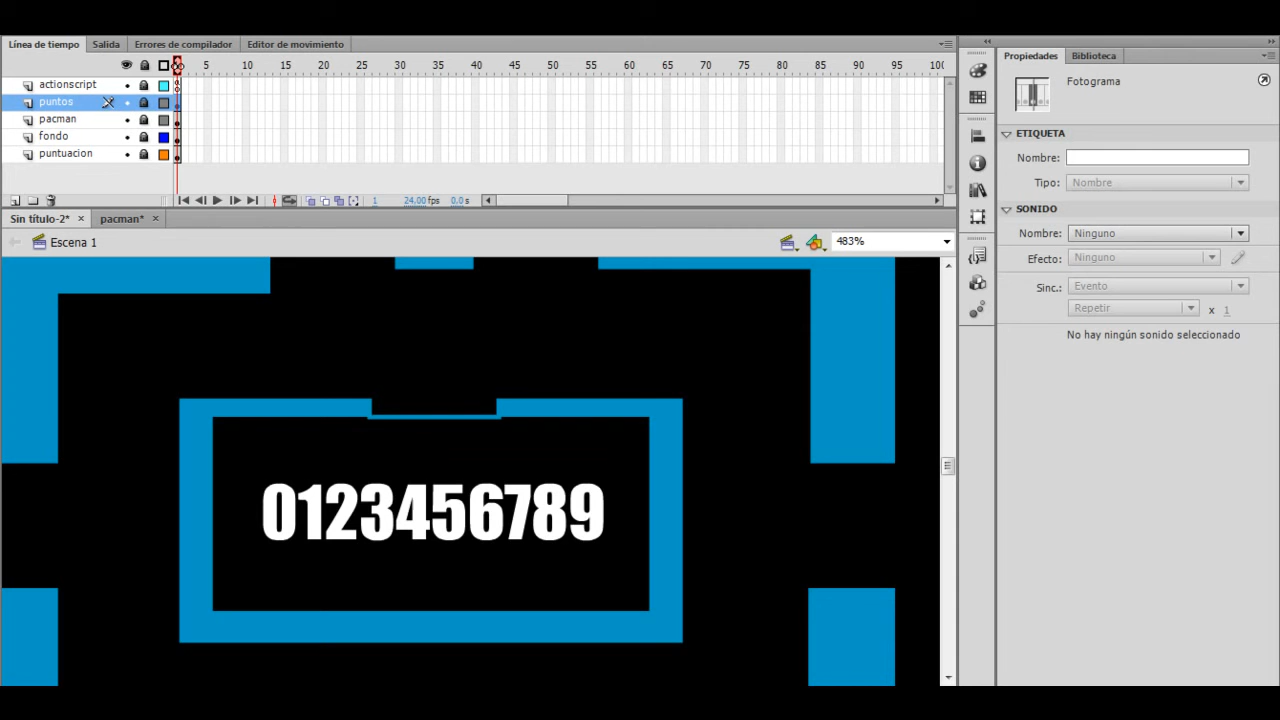 Línea de tiempo Salida Errores de compilador Editor de movimiento
5 10 15 20 25 30 35 40 45 50 55 60 65 70 75 80 85 90 95 100
actionscript
puntos
pacman
fondo
puntuacion
1 24,00 fps 0,0 s
Sin título-2* pacman*
Escena 1
483%
0123456789
Propiedades Biblioteca
Fotograma
ETIQUETA
Nombre:
Tipo: Nombre
SONIDO
Nombre: Ninguno
Efecto: Ninguno
Sinc.: Evento
Repetir x 1
No hay ningún sonido seleccionado